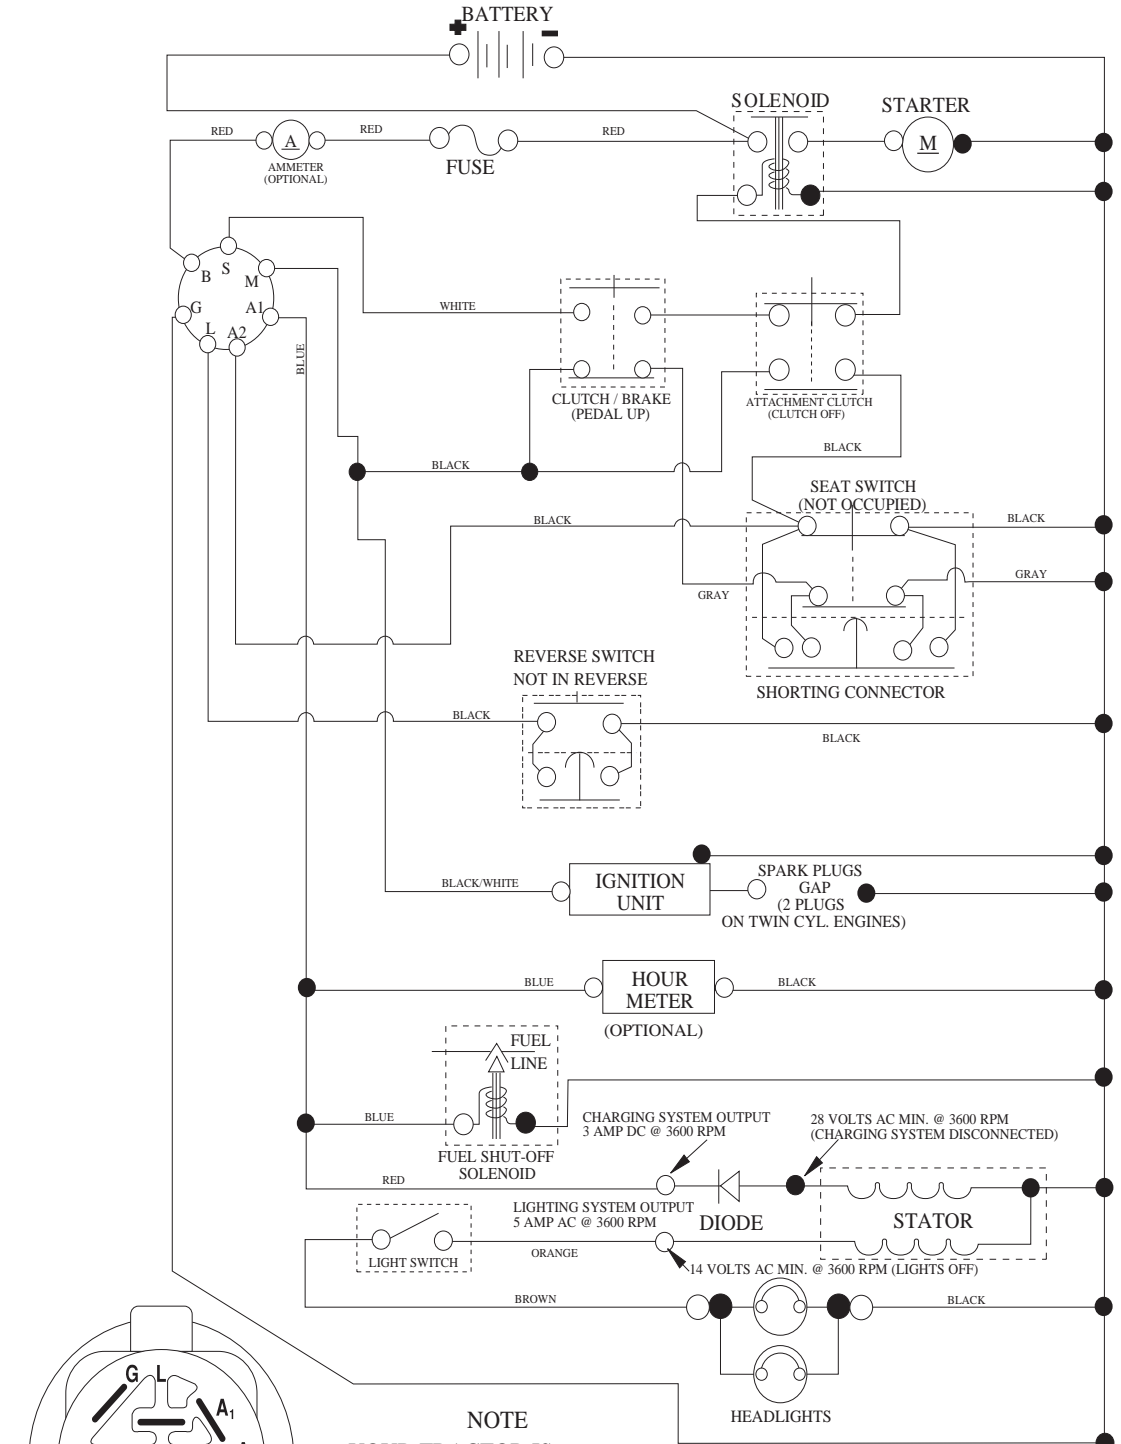 BATTERY
SOLENOID
STARTER
RED
A
RED
RED
M
AMMETER
(OPTIONAL)
FUSE
B
S
M
G
A1
L
A2
BLUE
WHITE
CLUTCH / BRAKE
(PEDAL UP)
ATTACHMENT CLUTCH
(CLUTCH OFF)
BLACK
BLACK
SEAT SWITCH
(NOT OCCUPIED)
BLACK
BLACK
GRAY
GRAY
REVERSE SWITCH
NOT IN REVERSE
SHORTING CONNECTOR
BLACK
BLACK
IGNITION
UNIT
BLACK/WHITE
SPARK PLUGS
GAP
(2 PLUGS
ON TWIN CYL. ENGINES)
BLUE
HOUR
METER
BLACK
(OPTIONAL)
FUEL
LINE
BLUE
FUEL SHUT-OFF
SOLENOID
CHARGING SYSTEM OUTPUT
3 AMP DC @ 3600 RPM
28 VOLTS AC MIN. @ 3600 RPM
(CHARGING SYSTEM DISCONNECTED)
RED
LIGHTING SYSTEM OUTPUT
5 AMP AC @ 3600 RPM
DIODE
STATOR
LIGHT SWITCH
ORANGE
14 VOLTS AC MIN. @ 3600 RPM (LIGHTS OFF)
BROWN
BLACK
HEADLIGHTS
G L
A1
NOTE